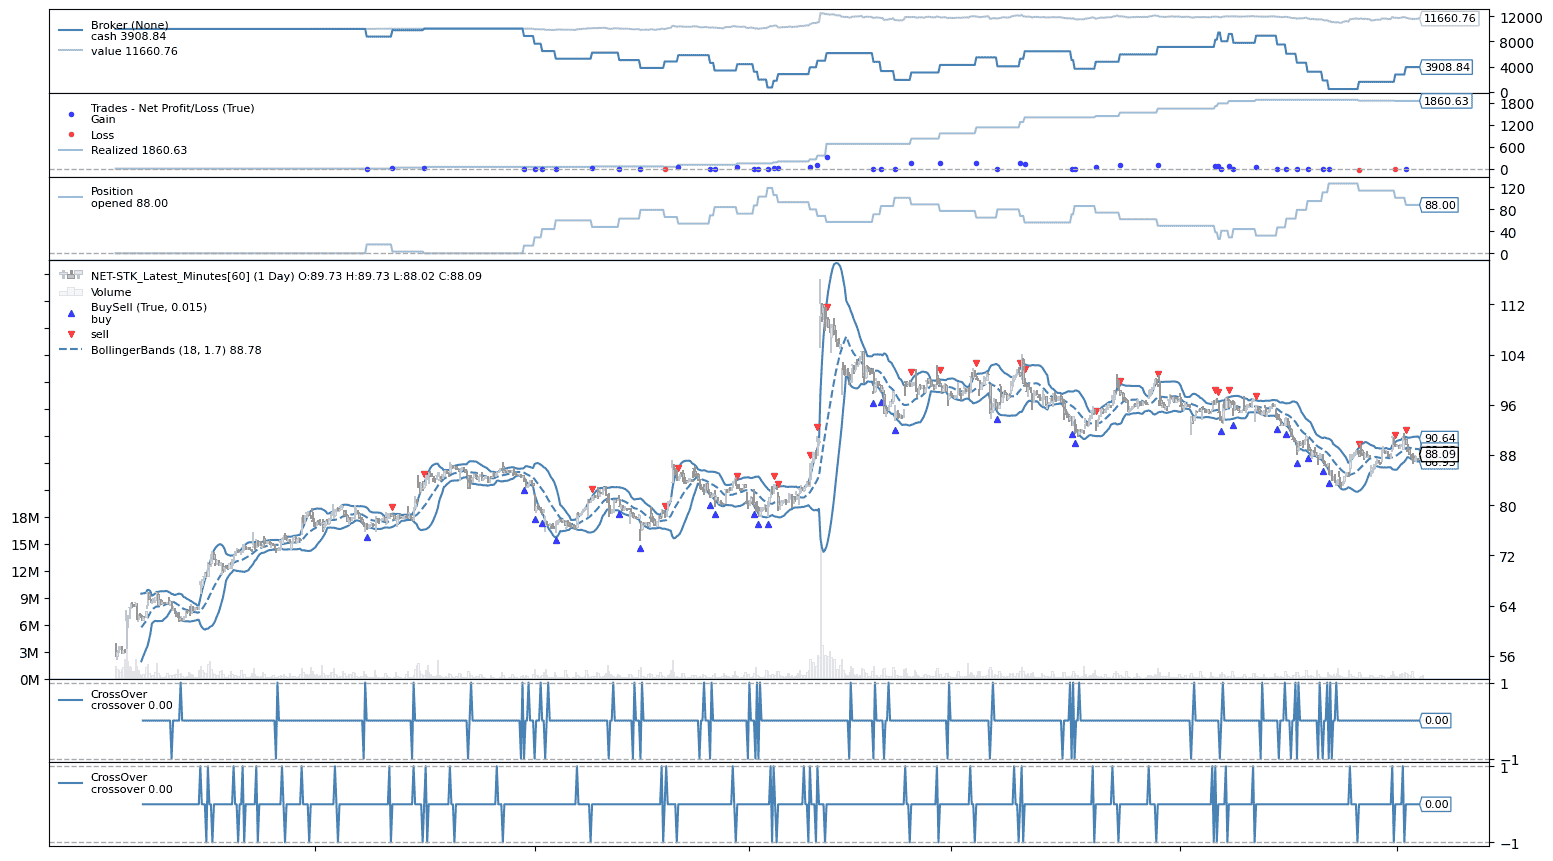 Broker (None)
cash 3908.84
value 11660.76
11660.76
3908.84
12000
8000
4000
0
Trades - Net Profit/Loss (True)
Gain
Loss
Realized 1860.63
1860.63
1800
1200
600
0
Position
opened 88.00
88.00
120
80
40
0
NET-STK_Latest_Minutes[60] (1 Day) O:89.73 H:89.73 L:88.02 C:88.09
Volume
BuySell (True, 0.015)
buy
sell
BollingerBands (18, 1.7) 88.78
18M
15M
12M
9M
6M
3M
0M
90.64
88.09
112
104
96
88
80
72
64
56
CrossOver
crossover 0.00
0.00
1
−1
CrossOver
crossover 0.00
0.00
1
−1